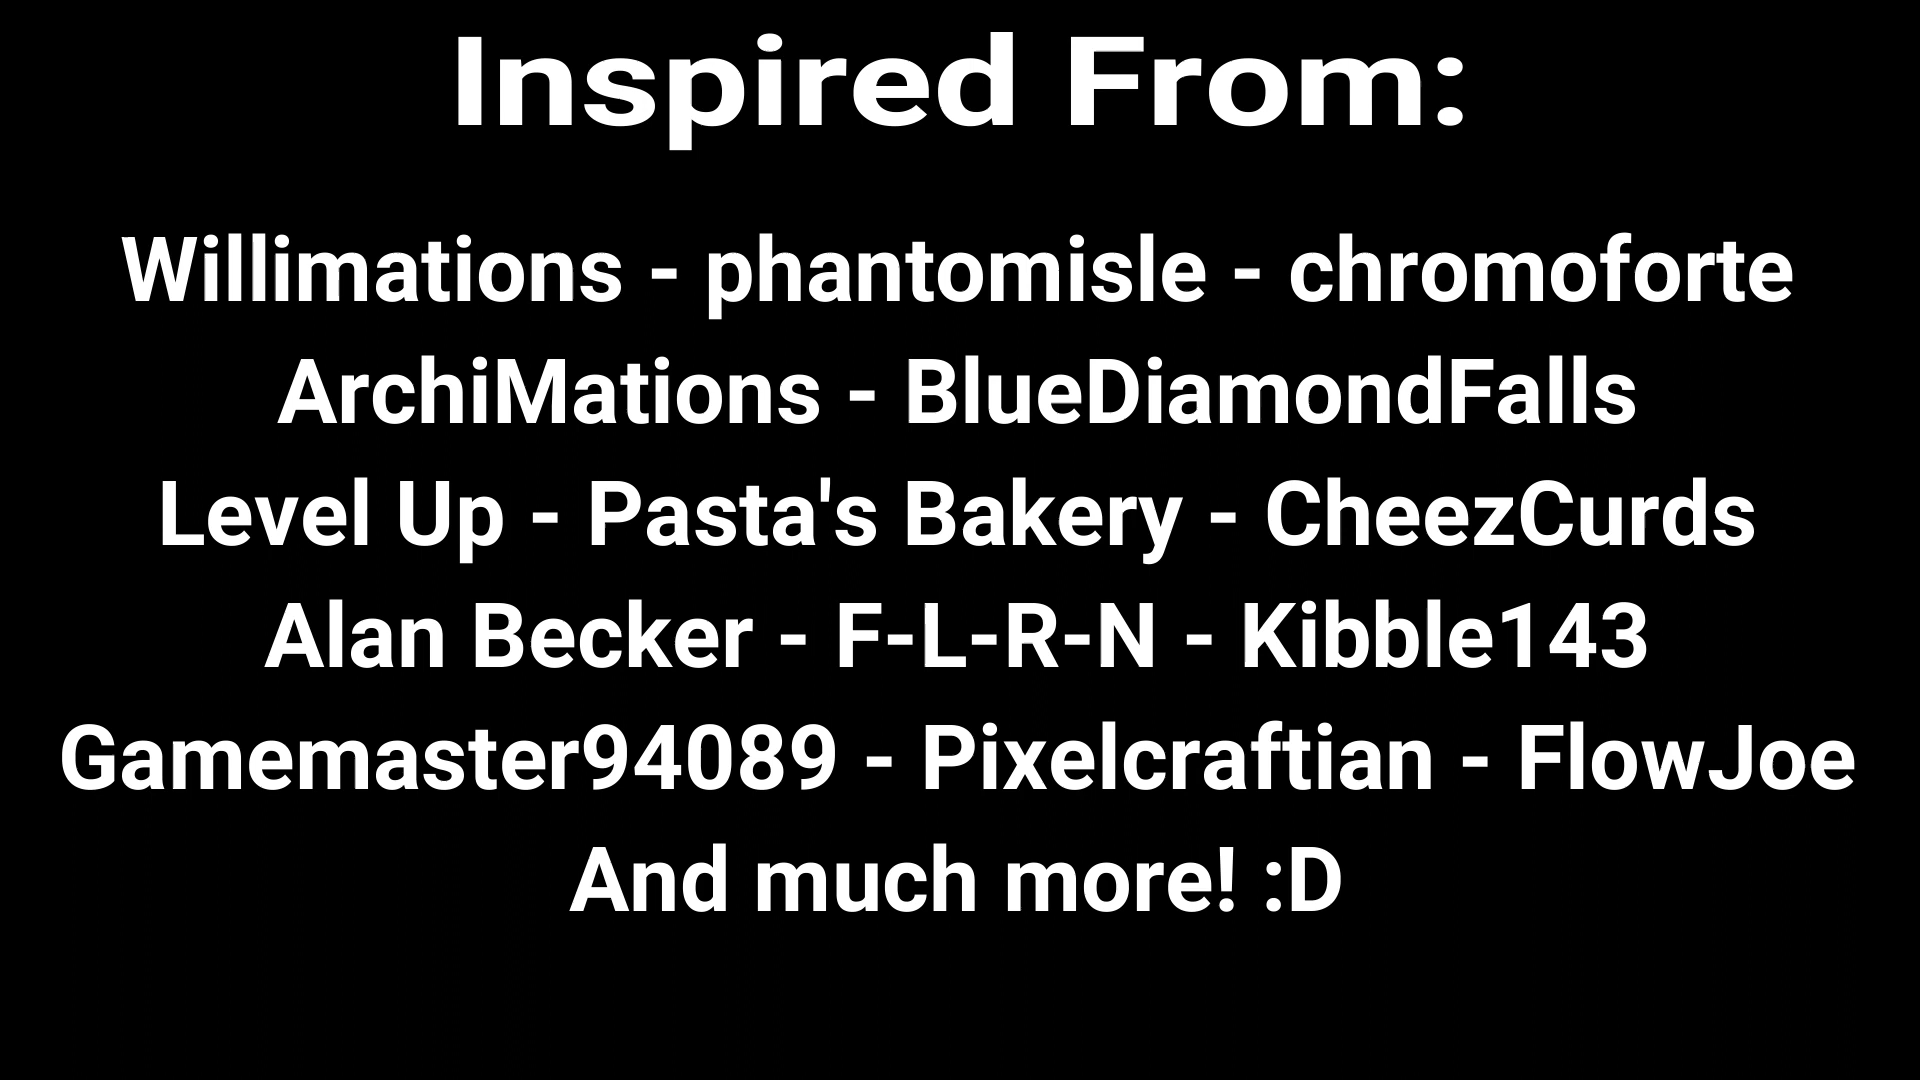 Inspired From:
Willimations - phantomisle - chromoforte
ArchiMations - BlueDiamondFalls
Level Up - Pasta's Bakery - CheezCurds
Alan Becker - F-L-R-N - Kibble143
Gamemaster94089 - Pixelcraftian - FlowJoe
And much more! :D